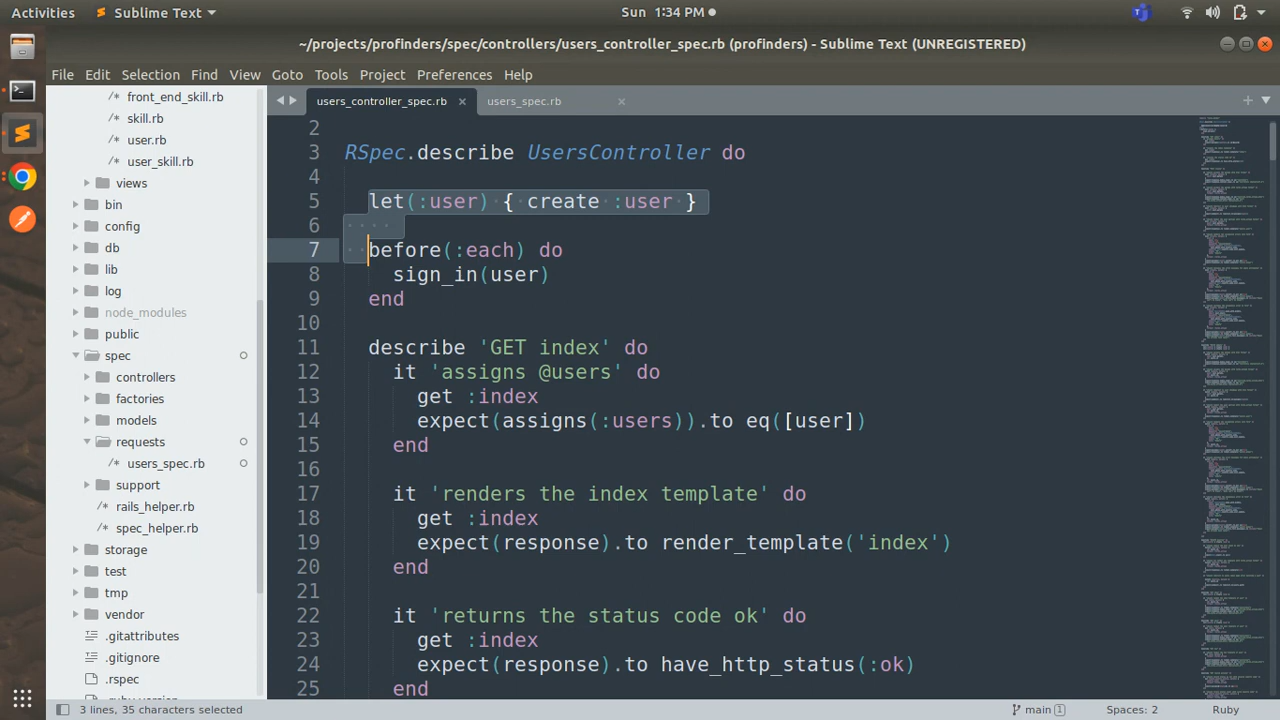 Activities
Sublime Text
Sun 1:34 PM
~/projects/profinders/spec/controllers/users_controller_spec.rb (profinders) - Sublime Text (UNREGISTERED)
File Edit Selection Find View Goto Tools Project Preferences Help
/* front_end_skill.rb
/* skill.rb
/* user.rb
/* user_skill.rb
views
bin
config
db
lib
log
node_modules
public
spec
controllers
factories
models
requests
/* users_spec.rb
support
/* rails_helper.rb
/* spec_helper.rb
storage
test
tmp
vendor
.gitattributes
.gitignore
.rspec
users_controller_spec.rb
users_spec.rb
2
3 RSpec.describe UsersController do
4
5 let(:user) { create :user }
6
7 before(:each) do
8 sign_in(user)
9 end
10
11 describe 'GET index' do
12 it 'assigns @users' do
13 get :index
14 expect(assigns(:users)).to eq([user])
15 end
16
17 it 'renders the index template' do
18 get :index
19 expect(response).to render_template('index')
20 end
21
22 it 'return the status code ok' do
23 get :index
24 expect(response).to have_http_status(:ok)
25 end
3 lines, 35 characters selected
main 1
Spaces: 2
Ruby